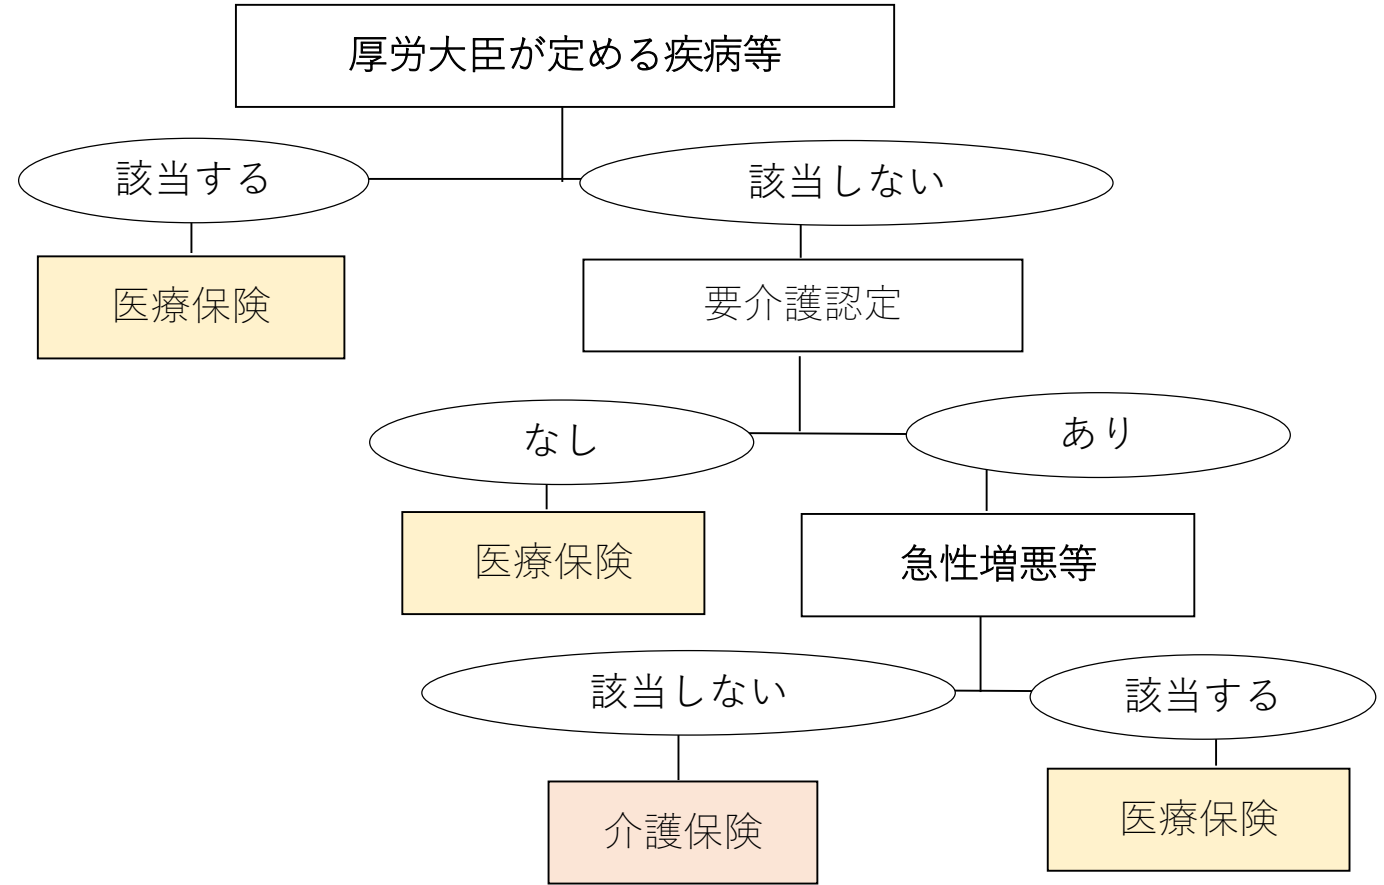 厚労大臣が定める疾病等
該当する
該当しない
医療保険
要介護認定
なし
あり
医療保険
急性増悪等
該当しない
該当する
介護保険
医療保険